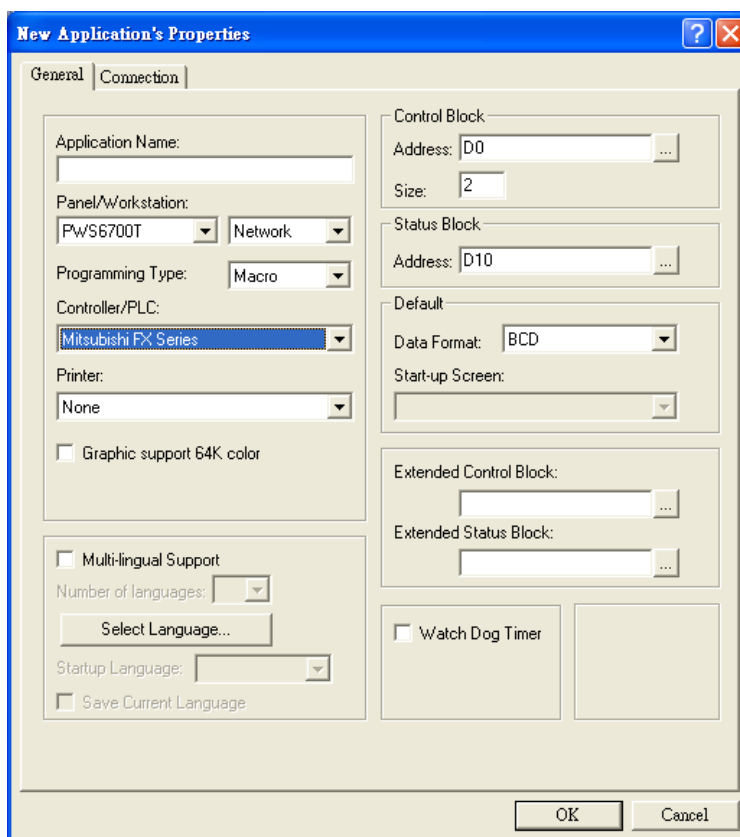 New Application's Properties
General
Connection
Application Name:
Panel/Workstation:
PWS6700T
Network
Programming Type:
Macro
Controller/PLC:
Mitsubishi FX Series
Printer:
None
Graphic support 64K color
Multi-lingual Support
Number of languages:
Select Language...
Startup Language:
Save Current Language
Control Block
Address: D0
...
Size: 2
Status Block
Address: D10
...
Default
Data Format: BCD
Start-up Screen:
Extended Control Block:
...
Extended Status Block:
...
Watch Dog Timer
OK
Cancel